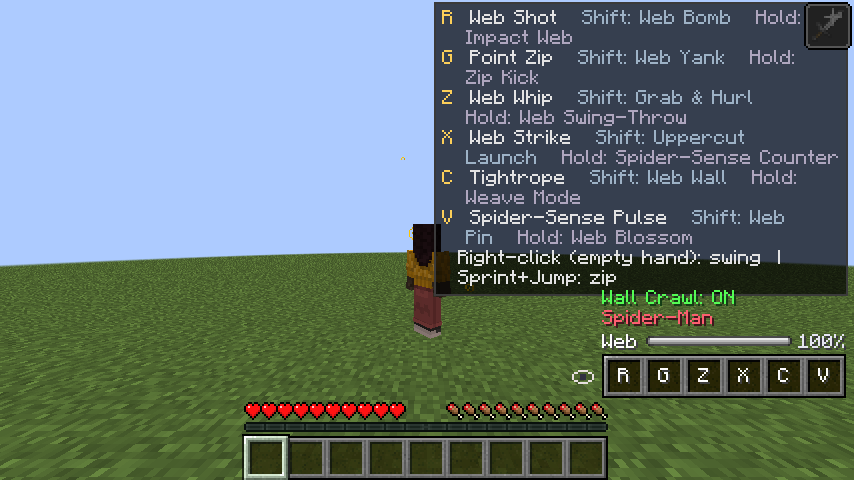 R Web Shot Shift: Web Bomb Hold:
Impact Web
G Point Zip Shift: Web Yank Hold:
Zip Kick
Z Web Whip Shift: Grab & Hurl
Hold: Web Swing-Throw
X Web Strike Shift: Uppercut
Launch Hold: Spider-Sense Counter
C Tightrope Shift: Web Wall Hold:
Weave Mode
V Spider-Sense Pulse Shift: Web
Pin Hold: Web Blossom
Right-click (empty hand): swing |
Sprint+Jump: zip
Wall Crawl: ON
Spider-Man
Web 100%
R G Z X C V